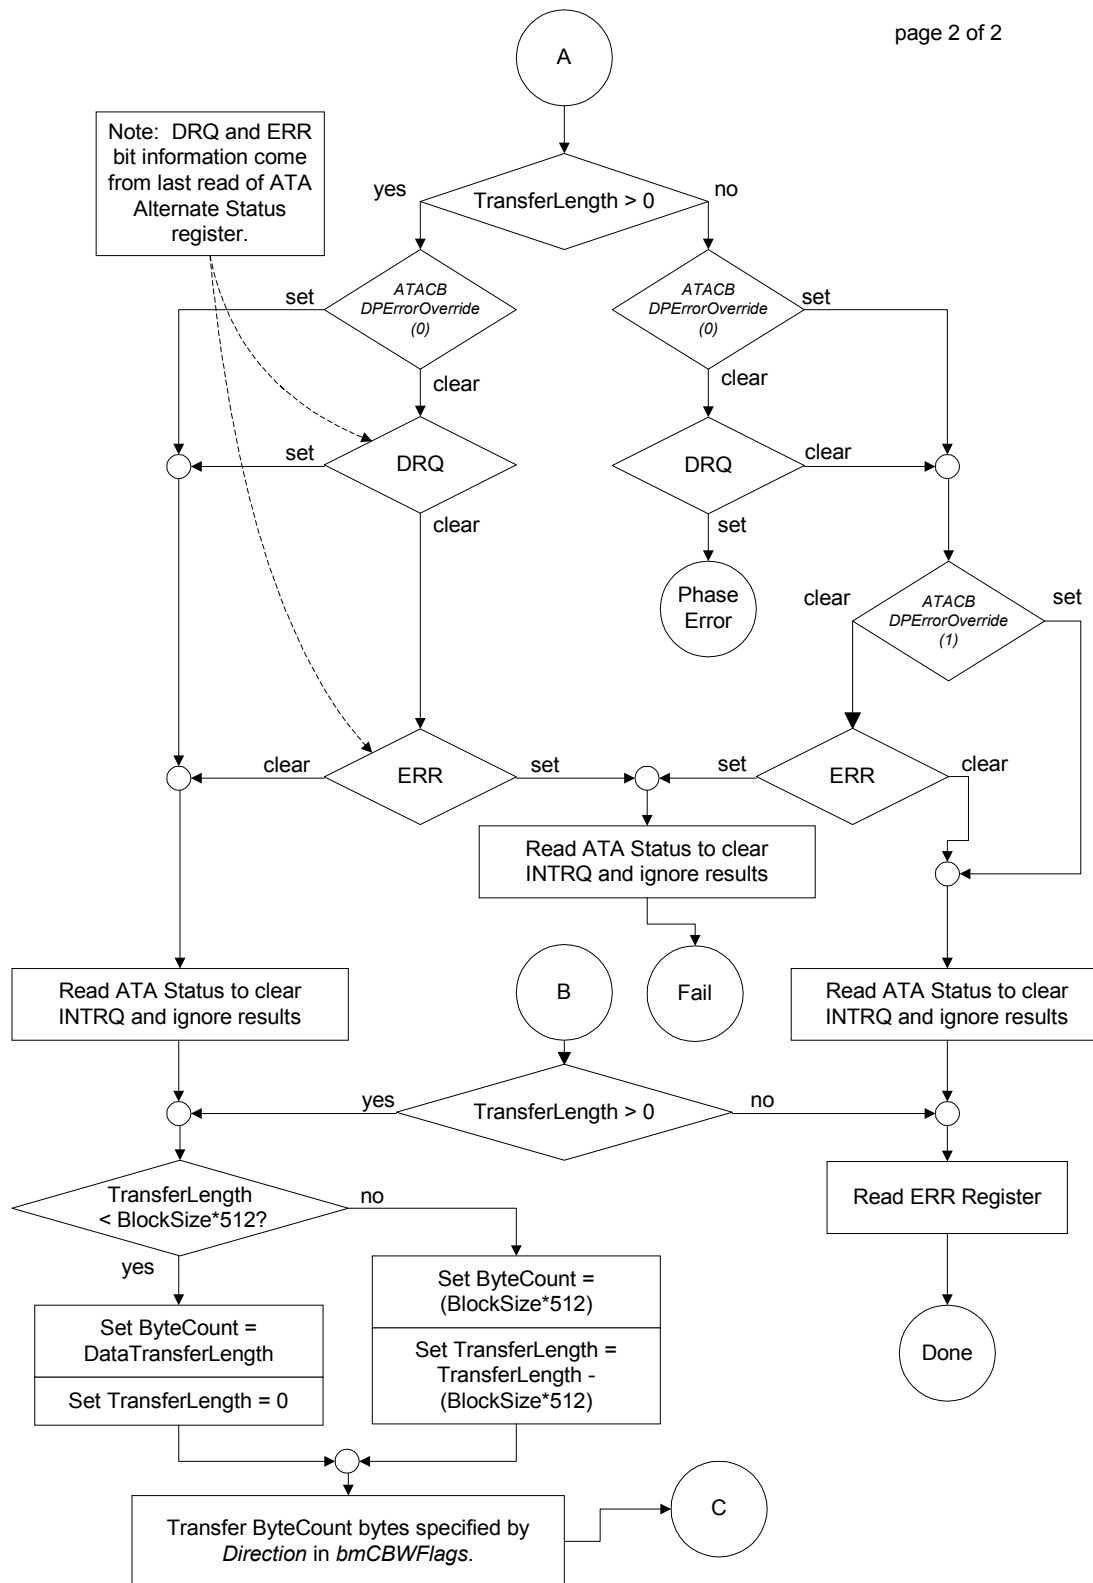 page 2 of 2
A
Note:  DRQ and ERR
bit information come
from last read of ATA
Alternate Status
register.
yes
TransferLength > 0
no
set
ATACB
DPErrorOverride
(0)
ATACB
DPErrorOverride
(0)
set
clear
clear
set
DRQ
DRQ
clear
clear
set
Phase
Error
clear
ATACB
DPErrorOverride
(1)
set
clear
ERR
set
set
ERR
clear
Read ATA Status to clear
INTRQ and ignore results
Read ATA Status to clear
INTRQ and ignore results
B
Fail
Read ATA Status to clear
INTRQ and ignore results
yes
TransferLength > 0
no
TransferLength
< BlockSize*512?
no
Read ERR Register
yes
Set ByteCount =
(BlockSize*512)
Set ByteCount =
DataTransferLength
Set TransferLength =
TransferLength -
(BlockSize*512)
Done
Set TransferLength = 0
C
Transfer ByteCount bytes specified by
Direction in bmCBWFlags.